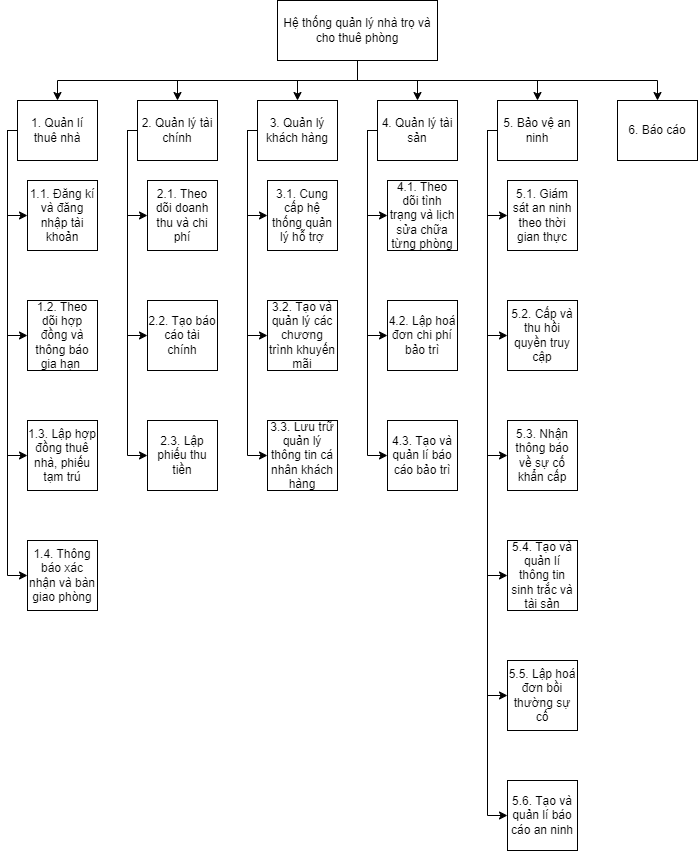 Hệ thống quản lý nhà trọ và
cho thuê phòng
1. Quản lí
thuê nhà
2. Quản lý tài
chính
3. Quản lý
khách hàng
4. Quản lý tài
sản
5. Bảo vệ an
ninh
6. Báo cáo
1.1. Đăng kí
và đăng
nhập tài
khoản
1.2. Theo
dõi hợp
đồng và
thông báo
gia hạn
1.3. Lập hợp
đồng thuê
nhà, phiếu
tạm trú
1.4. Thông
báo xác
nhận và bàn
giao phòng
2.1. Theo
dõi doanh
thu và chi
phí
2.2. Tạo báo
cáo tài
chính
2.3. Lập
phiếu thu
tiền
3.1. Cung
cấp hệ
thống quản
lý hỗ trợ
3.2. Tạo và
quản lý các
chương
trình khuyến
mãi
3.3. Lưu trữ
quản lý
thông tin cá
nhân khách
hàng
4.1. Theo
dõi tình
trạng và lịch
sửa chữa
từng phòng
4.2. Lập hoá
đơn chi phí
bảo trì
4.3. Tạo và
quản lí báo
cáo bảo trì
5.1. Giám
sát an ninh
theo thời
gian thực
5.2. Cấp và
thu hồi
quyền truy
cập
5.3. Nhận
thông báo
về sự cố
khẩn cấp
5.4. Tạo và
quản lí
thông tin
sinh trắc và
tài sản
5.5. Lập hoá
đơn bồi
thường sự
cố
5.6. Tạo và
quản lí báo
cáo an ninh